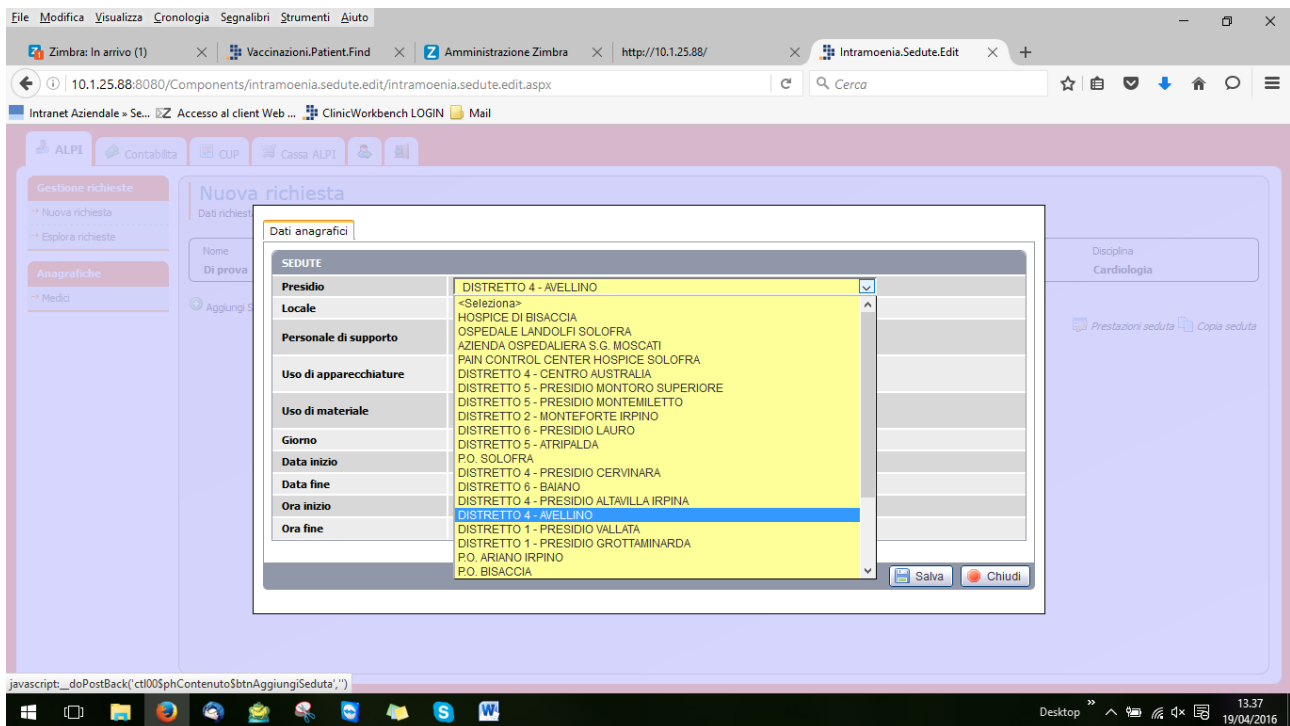 File Modifica Visualizza Cronologia Segnalibri Strumenti Aiuto
Zimbra: In arrivo (1) Vaccinazioni.Patient.Find Amministrazione Zimbra http://10.1.25.88/ Intramoenia.Sedute.Edit
10.1.25.88:8080/Components/intramoenia.sedute.edit/intramoenia.sedute.edit.aspx Cerca
Intranet Aziendale » Se... Accesso al client Web ... ClinicWorkbench LOGIN Mail
ALPI Contabilita CUP Cassa ALPI
Gestione richieste
Nuova richiesta
Esplora richieste
Anagrafiche
Medici
Nuova richiesta
Dati richiest
Nome
Di prova
Disciplina
Cardiologia
Aggiungi S
Prestazioni seduta Copia seduta
Dati anagrafici
SEDUTE
Presidio DISTRETTO 4 - AVELLINO
Locale
Personale di supporto
Uso di apparecchiature
Uso di materiale
Giorno
Data inizio
Data fine
Ora inizio
Ora fine
<Seleziona>
HOSPICE DI BISACCIA
OSPEDALE LANDOLFI SOLOFRA
AZIENDA OSPEDALIERA S.G. MOSCATI
PAIN CONTROL CENTER HOSPICE SOLOFRA
DISTRETTO 4 - CENTRO AUSTRALIA
DISTRETTO 5 - PRESIDIO MONTORO SUPERIORE
DISTRETTO 5 - PRESIDIO MONTEMILETTO
DISTRETTO 2 - MONTEFORTE IRPINO
DISTRETTO 6 - PRESIDIO LAURO
DISTRETTO 5 - ATRIPALDA
P.O. SOLOFRA
DISTRETTO 4 - PRESIDIO CERVINARA
DISTRETTO 6 - BAIANO
DISTRETTO 4 - PRESIDIO ALTAVILLA IRPINA
DISTRETTO 4 - AVELLINO
DISTRETTO 1 - PRESIDIO VALLATA
DISTRETTO 1 - PRESIDIO GROTTAMINARDA
P.O. ARIANO IRPINO
P.O. BISACCIA
Salva Chiudi
javascript:__doPostBack('ctl00$phContenuto$btnAggiungiSeduta','')
Desktop 13.37
19/04/2016